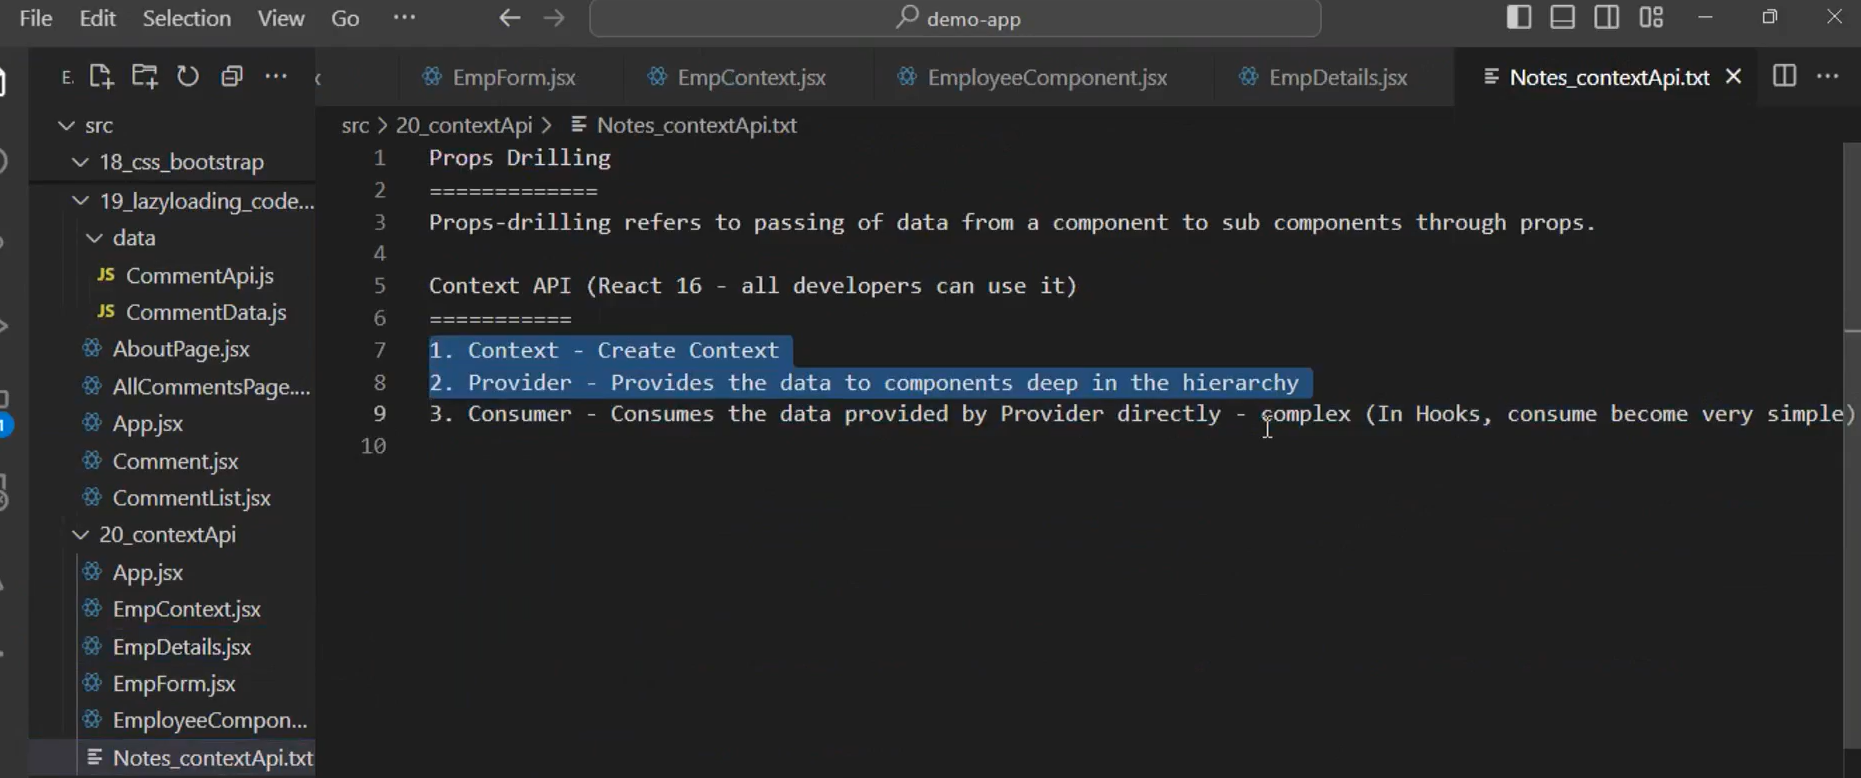 File Edit Selection View Go ...
demo-app
E.
EmpForm.jsx
EmpContext.jsx
EmployeeComponent.jsx
EmpDetails.jsx
Notes_contextApi.txt
src > 20_contextApi > Notes_contextApi.txt
src
18_css_bootstrap
19_lazyloading_code...
data
JS CommentApi.js
JS CommentData.js
AboutPage.jsx
AllCommentsPage....
App.jsx
Comment.jsx
CommentList.jsx
20_contextApi
App.jsx
EmpContext.jsx
EmpDetails.jsx
EmpForm.jsx
EmployeeCompon...
Notes_contextApi.txt
1 Props Drilling
2 =============
3 Props-drilling refers to passing of data from a component to sub components through props.
4
5 Context API (React 16 - all developers can use it)
6 ===========
7 1. Context - Create Context
8 2. Provider - Provides the data to components deep in the hierarchy
9 3. Consumer - Consumes the data provided by Provider directly - complex (In Hooks, consume become very simple)
10